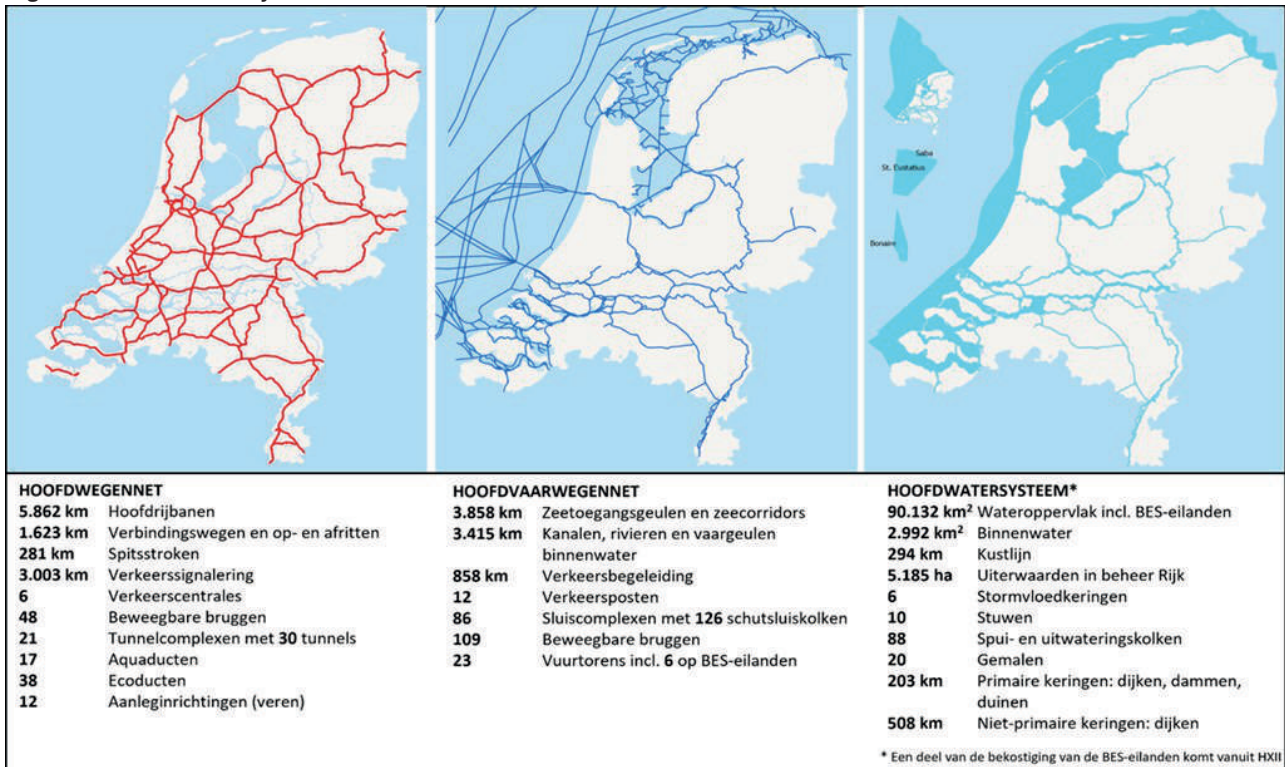 Saba
St. Eustatius
Bonaire
HOOFDWEGENNET
5.862 km Hoofdrijbanen
1.623 km Verbindingswegen en op- en afritten
281 km Spitsstroken
3.003 km Verkeerssignalering
6 Verkeerscentrales
48 Beweegbare bruggen
21 Tunnelcomplexen met 30 tunnels
17 Aquaducten
38 Ecoducten
12 Aanleginrichtingen (veren)
HOOFDVAARWEGENNET
3.858 km Zeetoegangsgeulen en zeecorridors
3.415 km Kanalen, rivieren en vaargeulen
binnenwater
858 km Verkeersbegeleiding
12 Verkeersposten
86 Sluiscomplexen met 126 schutsluiskolken
109 Beweegbare bruggen
23 Vuurtorens incl. 6 op BES-eilanden
HOOFDWATERSYSTEEM*
90.132 km² Wateroppervlak incl. BES-eilanden
2.992 km² Binnenwater
294 km Kustlijn
5.185 ha Uiterwaarden in beheer Rijk
6 Stormvloedkeringen
10 Stuwen
88 Spui- en uitwateringskolken
20 Gemalen
203 km Primaire keringen: dijken, dammen,
duinen
508 km Niet-primaire keringen: dijken
* Een deel van de bekostiging van de BES-eilanden komt vanuit HXII